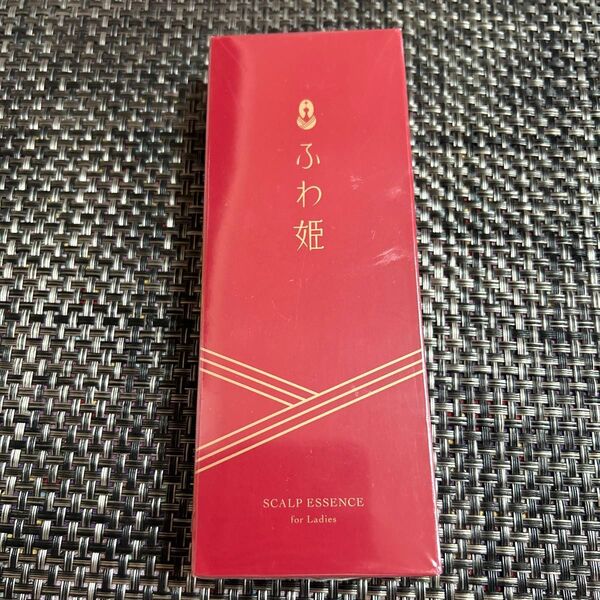 ふわ姫
SCALP ESSENCE
for Ladies